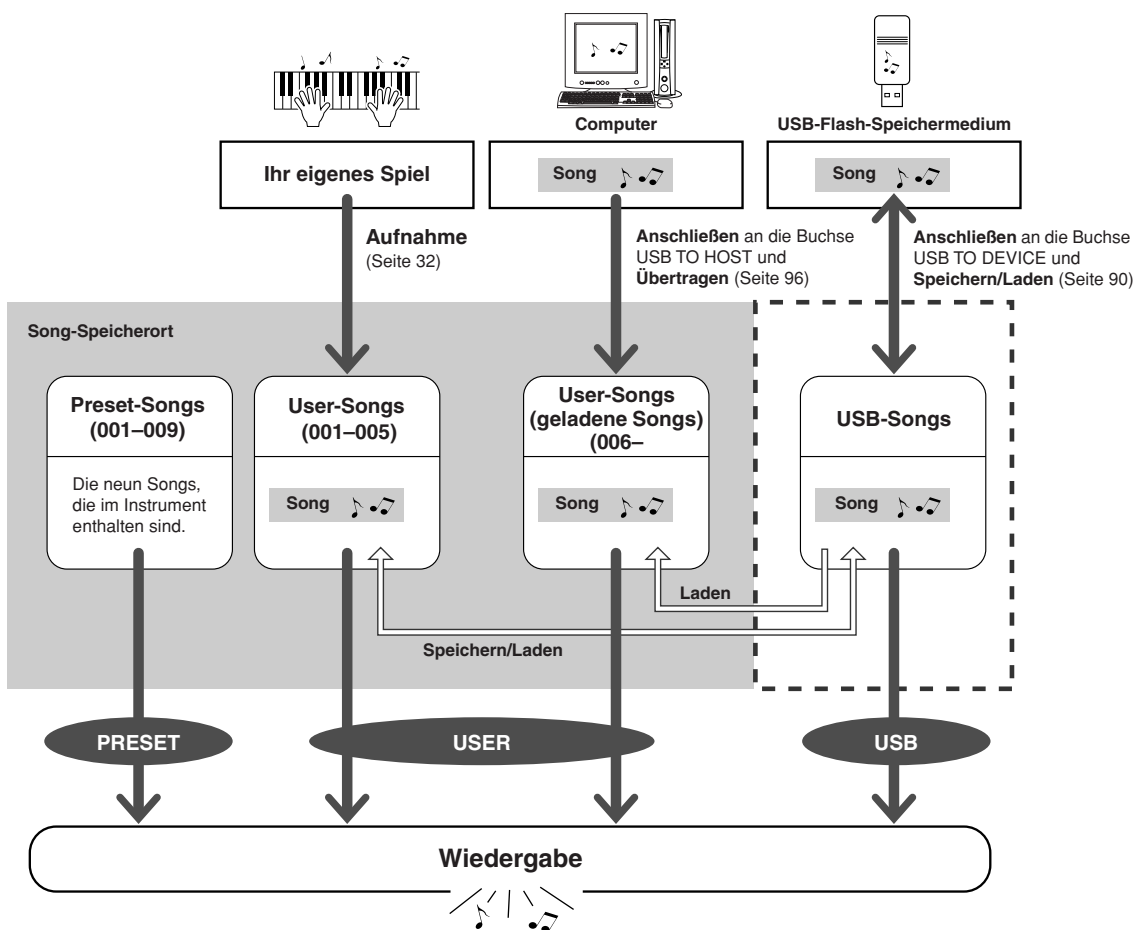 Computer
USB-Flash-Speichermedium
Ihr eigenes Spiel
Song
Song
Aufnahme
(Seite 32)
Anschließen an die Buchse
USB TO HOST und
Übertragen (Seite 96)
Anschließen an die Buchse
USB TO DEVICE und
Speichern/Laden (Seite 90)
Song-Speicherort
Preset-Songs
(001–009)
Die neun Songs,
die im Instrument
enthalten sind.
User-Songs
(001–005)
Song
User-Songs
(geladene Songs)
(006–
Song
USB-Songs
Song
Laden
Speichern/Laden
PRESET
USER
USB
Wiedergabe